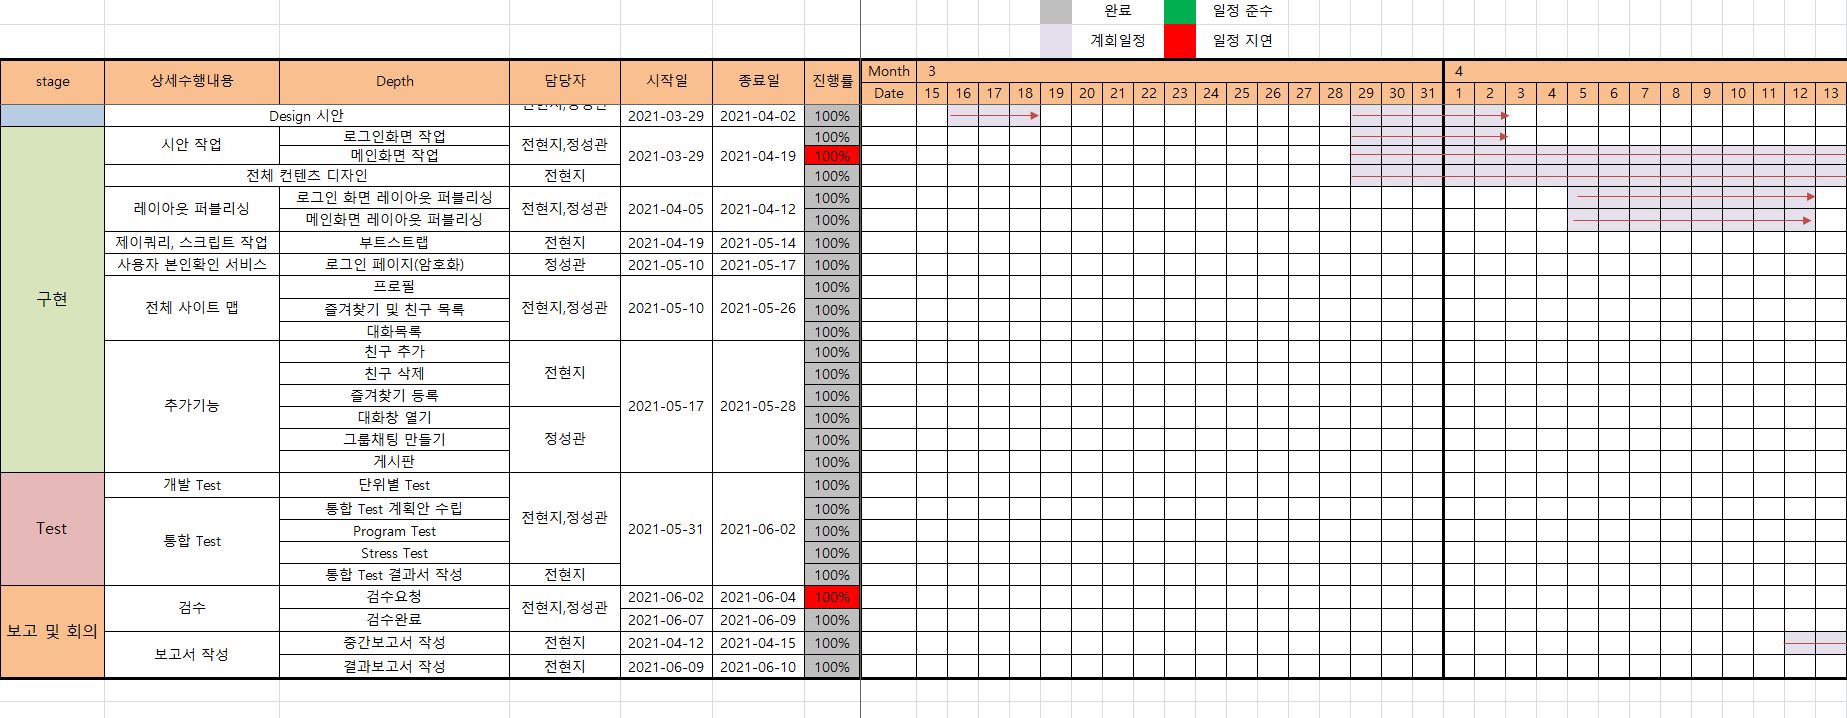 완료 일정 준수
계회일정 일정 지연
stage 상세수행내용 Depth 담당자 시작일 종료일 진행률 Month 3 4
Date 15 16 17 18 19 20 21 22 23 24 25 26 27 28 29 30 31 1 2 3 4 5 6 7 8 9 10 11 12 13
Design 시안 2021-03-29 2021-04-02 100%
구현
시안 작업 로그인화면 작업 전현지,정성관 100%
메인화면 작업 2021-03-29 2021-04-19 100%
전체 컨텐츠 디자인 전현지 100%
레이아웃 퍼블리싱 로그인 화면 레이아웃 퍼블리싱 전현지,정성관 2021-04-05 2021-04-12 100%
메인화면 레이아웃 퍼블리싱 100%
제이쿼리, 스크립트 작업 부트스트랩 전현지 2021-04-19 2021-05-14 100%
사용자 본인확인 서비스 로그인 페이지(암호화) 정성관 2021-05-10 2021-05-17 100%
전체 사이트 맵 프로필 전현지,정성관 2021-05-10 2021-05-26 100%
즐겨찾기 및 친구 목록 100%
대화목록 100%
추가기능 친구 추가 전현지 2021-05-17 2021-05-28 100%
친구 삭제 100%
즐겨찾기 등록 100%
대화창 열기 정성관 100%
그룹채팅 만들기 100%
게시판 100%
Test
개발 Test 단위별 Test 전현지,정성관 2021-05-31 2021-06-02 100%
통합 Test 통합 Test 계획안 수립 100%
Program Test 100%
Stress Test 100%
통합 Test 결과서 작성 전현지 100%
보고 및 회의
검수 검수요청 전현지,정성관 2021-06-02 2021-06-04 100%
검수완료 2021-06-07 2021-06-09 100%
보고서 작성 중간보고서 작성 전현지 2021-04-12 2021-04-15 100%
결과보고서 작성 전현지 2021-06-09 2021-06-10 100%